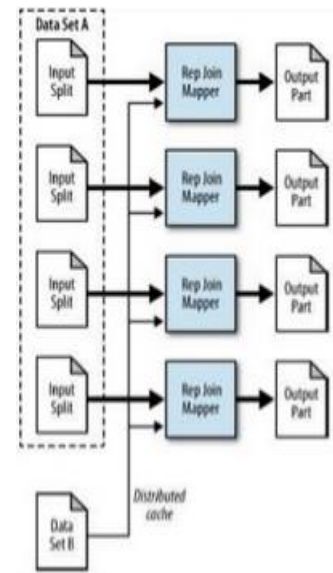 Data Set A
Input
Split
Rep Join
Mapper
Output
Part
Input
Split
Rep Join
Mapper
Output
Part
Input
Split
Rep Join
Mapper
Output
Part
Input
Split
Rep Join
Mapper
Output
Part
Distributed
cache
Data
Set B